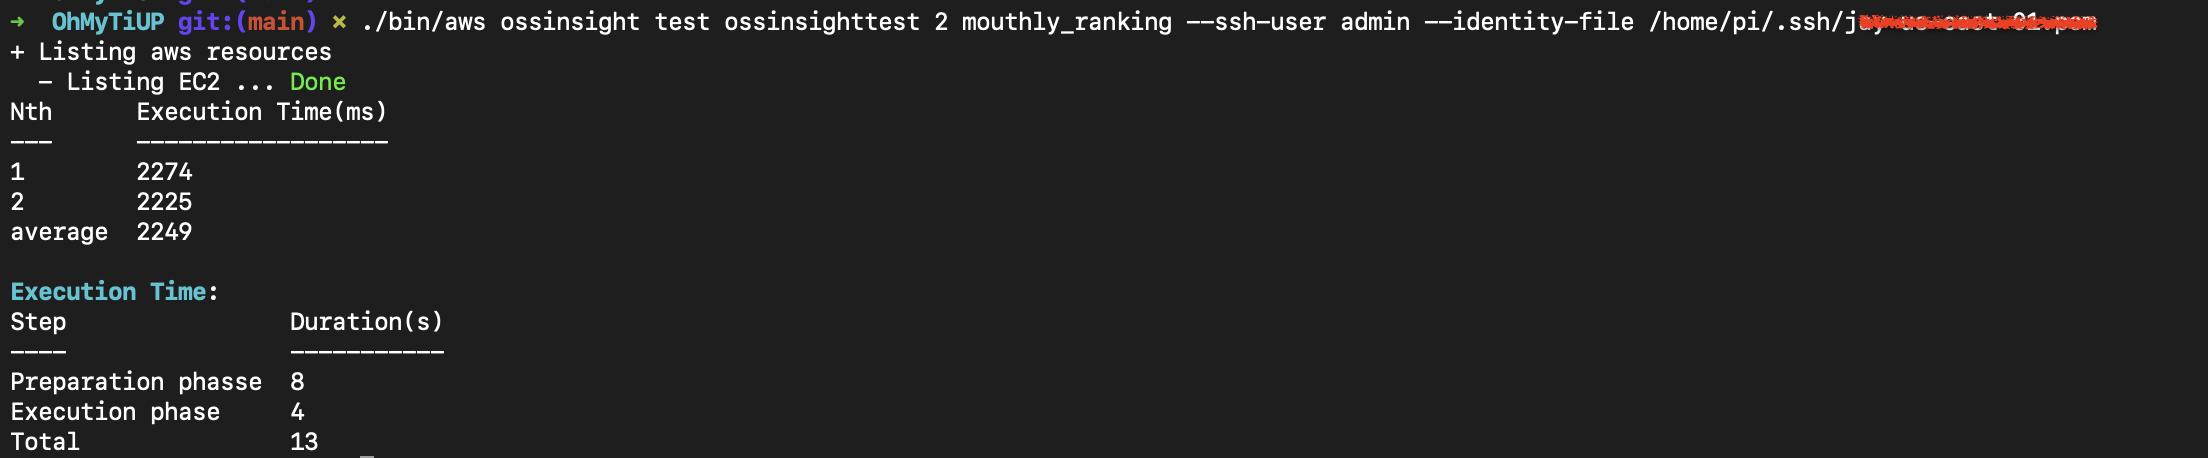 ➜ OhMyTiUP git:(main) ✗ ./bin/aws ossinsight test ossinsighttest 2 mouthly_ranking --ssh-user admin --identity-file /home/pi/.ssh/j
+ Listing aws resources
  - Listing EC2 ... Done
Nth      Execution Time(ms)
---      ------------------
1        2274
2        2225
average  2249
Execution Time:
Step                Duration(s)
----                -----------
Preparation phasse  8
Execution phase     4
Total               13